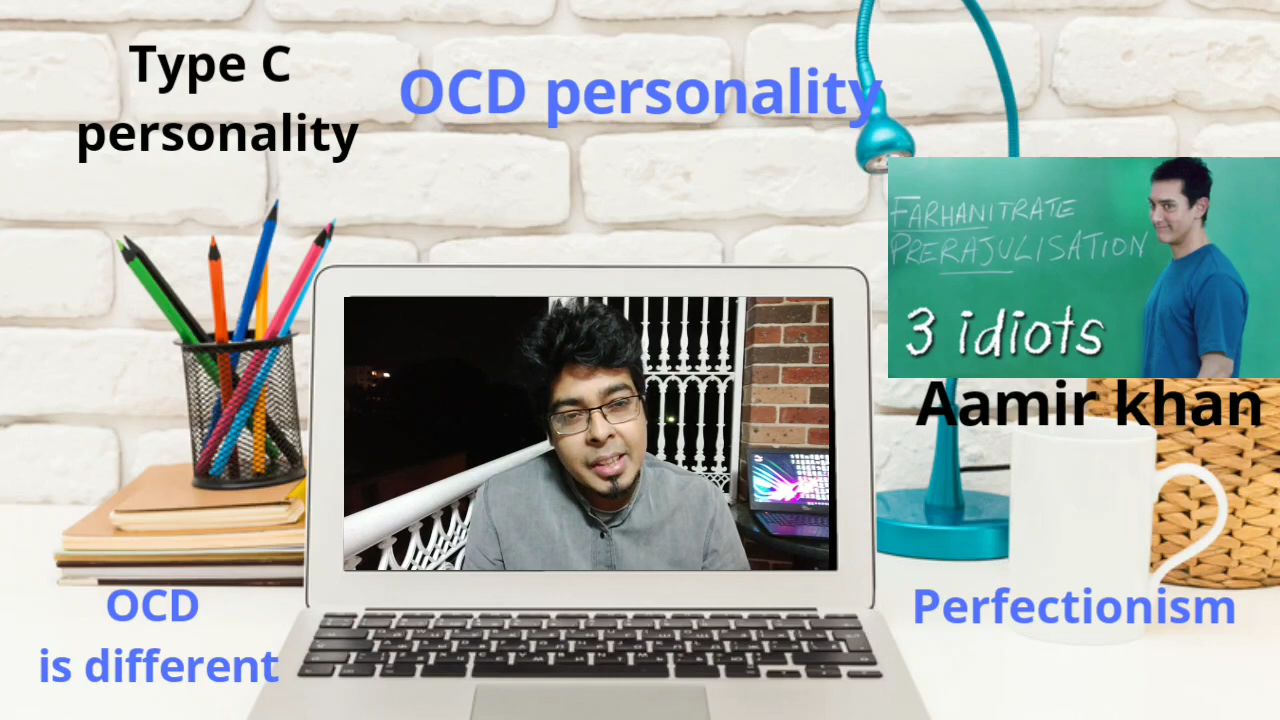 Type C
personality
OCD personality
FARHANITRATE
PRERAJULISATION
3 idiots
Aamir khan
OCD
is different
Perfectionism